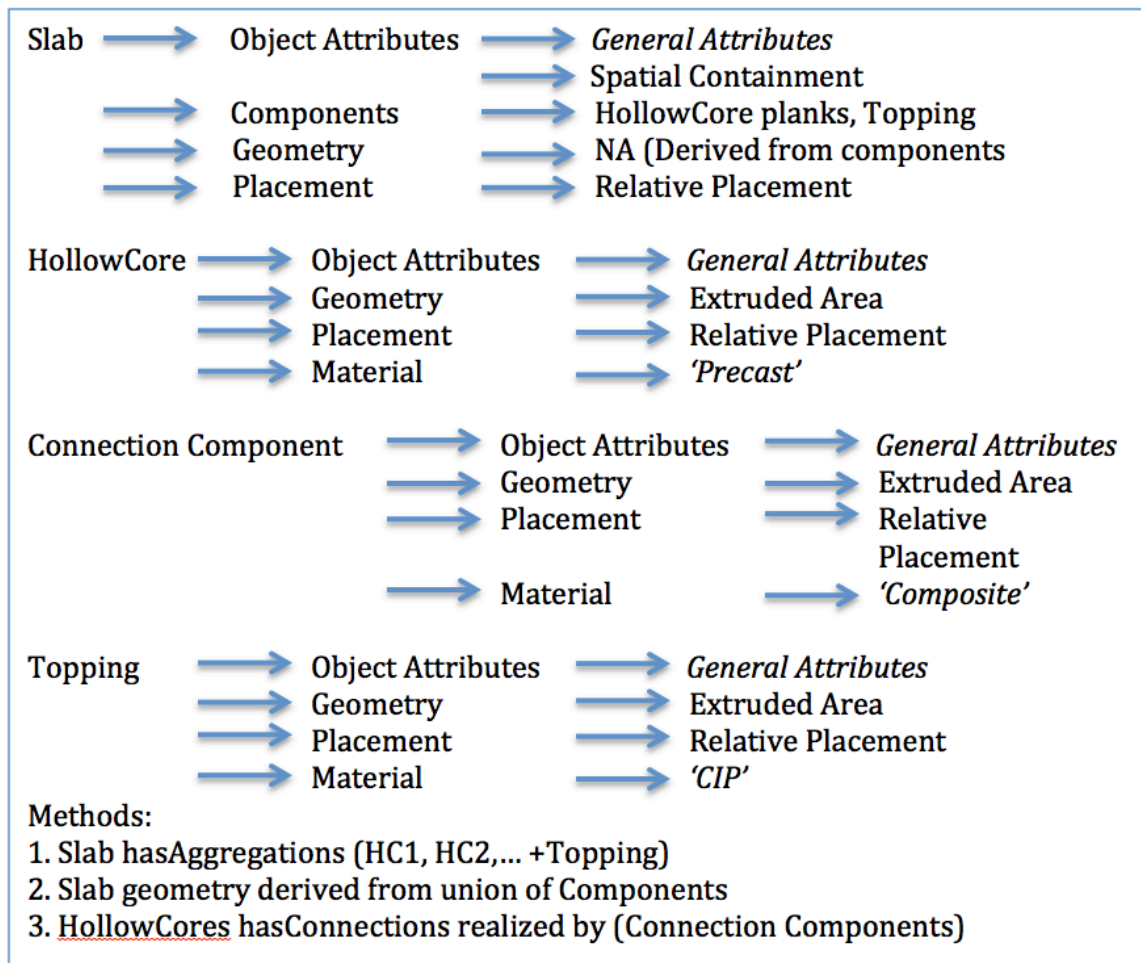 Slab Object Attributes General Attributes
Spatial Containment
Components HollowCore planks, Topping
Geometry NA (Derived from components
Placement Relative Placement
HollowCore Object Attributes General Attributes
Geometry Extruded Area
Placement Relative Placement
Material ‘Precast’
Connection Component Object Attributes General Attributes
Geometry Extruded Area
Placement Relative
Placement
Material ‘Composite’
Topping Object Attributes General Attributes
Geometry Extruded Area
Placement Relative Placement
Material ‘CIP’
Methods:
1. Slab hasAggregations (HC1, HC2,... +Topping)
2. Slab geometry derived from union of Components
3. HollowCores hasConnections realized by (Connection Components)